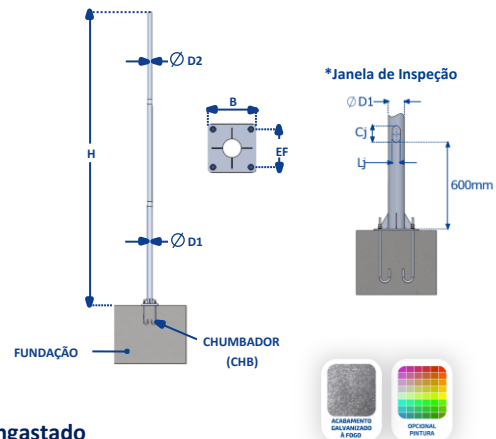 Ø D2
*Janela de Inspeção
Ø D1
B
Cj
H
EF
Lj
600mm
Ø D1
CHUMBADOR
(CHB)
FUNDAÇÃO
ACABAMENTO
GALVANIZADO
À FOGO
OPCIONAL
PINTURA
ngastado